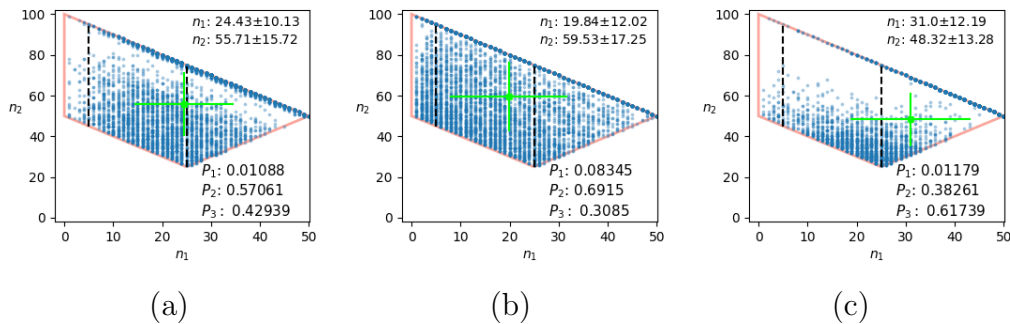 n₁: 24.43±10.13
n₂: 55.71±15.72
100
80
60
n₂
40
20
0
P₁: 0.01088
P₂: 0.57061
P₃: 0.42939
0 10 20 30 40 50
n₁
(a)
n₁: 19.84±12.02
n₂: 59.53±17.25
100
80
60
n₂
40
20
0
P₁: 0.08345
P₂: 0.6915
P₃: 0.3085
0 10 20 30 40 50
n₁
(b)
n₁: 31.0±12.19
n₂: 48.32±13.28
100
80
60
n₂
40
20
0
P₁: 0.01179
P₂: 0.38261
P₃: 0.61739
0 10 20 30 40 50
n₁
(c)